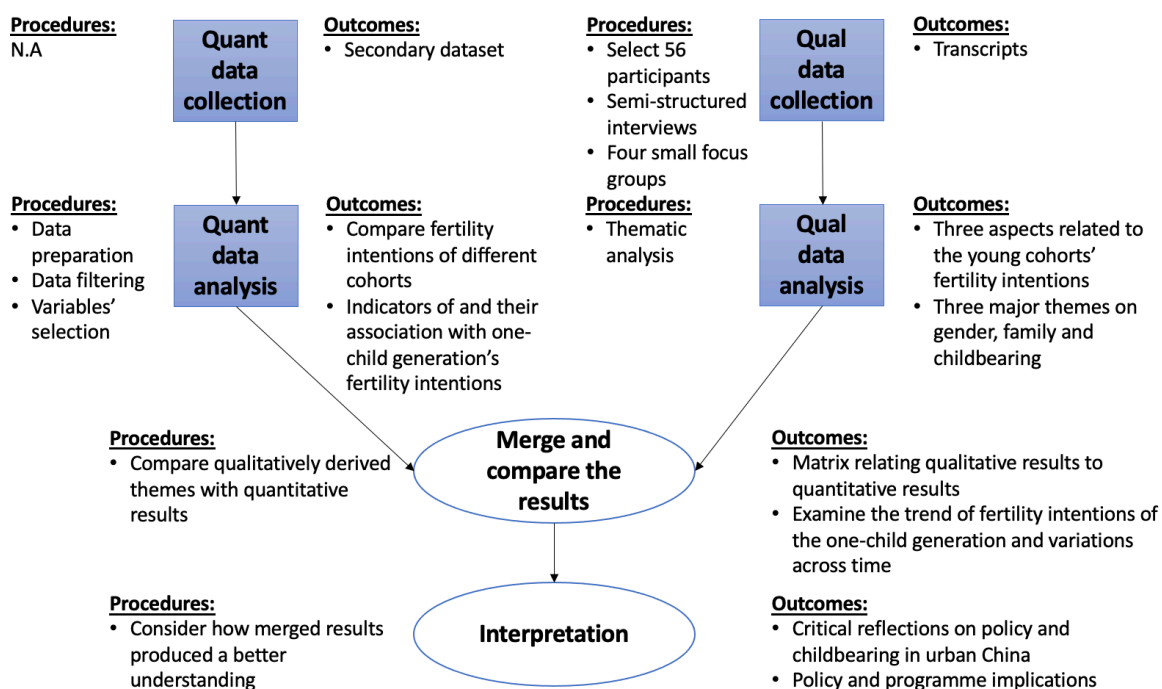 Procedures:
N.A
Quant
data
collection
Outcomes:
• Secondary dataset
Procedures:
• Select 56
participants
• Semi-structured
interviews
• Four small focus
groups
Qual
data
collection
Outcomes:
• Transcripts
Procedures:
• Data
preparation
• Data filtering
• Variables’
selection
Quant
data
analysis
Outcomes:
• Compare fertility
intentions of different
cohorts
• Indicators of and their
association with one-
child generation’s
fertility intentions
Procedures:
• Thematic
analysis
Qual
data
analysis
Outcomes:
• Three aspects related to
the young cohorts’
fertility intentions
• Three major themes on
gender, family and
childbearing
Procedures:
• Compare qualitatively derived
themes with quantitative
results
Merge and
compare the
results
Outcomes:
• Matrix relating qualitative results to
quantitative results
• Examine the trend of fertility intentions of
the one-child generation and variations
across time
Procedures:
• Consider how merged results
produced a better
understanding
Interpretation
Outcomes:
• Critical reflections on policy and
childbearing in urban China
• Policy and programme implications